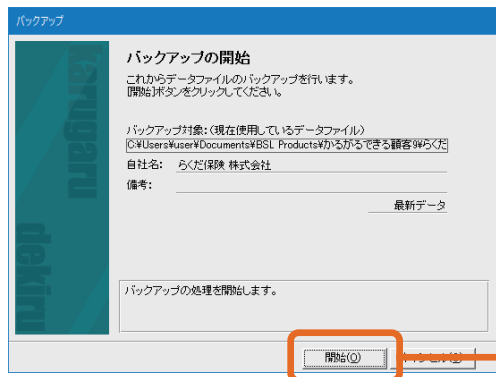 バックアップ
karugaru
dekiru
バックアップの開始
これからデータファイルのバックアップを行います。
[開始]ボタンをクリックしてください。
バックアップ対象:(現在使用しているデータファイル)
C:¥Users¥user¥Documents¥BSL Products¥かるがるできる顧客9¥らくだ
自社名: らくだ保険 株式会社
備考:
最新データ
バックアップの処理を開始します。
開始(O)